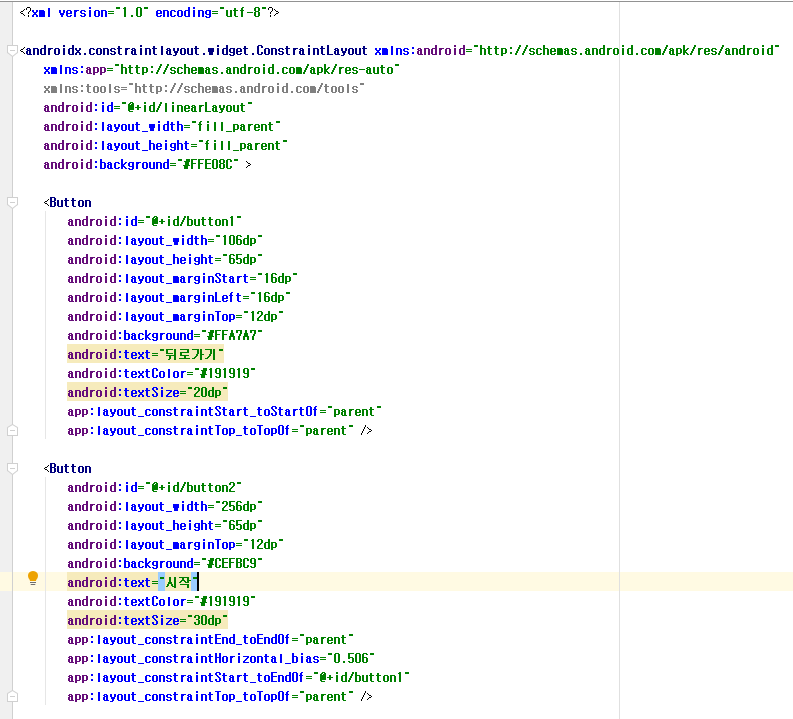 <?xml version="1.0" encoding="utf-8"?>
<androidx.constraintlayout.widget.ConstraintLayout xmlns:android="http://schemas.android.com/apk/res/android"
xmlns:app="http://schemas.android.com/apk/res-auto"
xmlns:tools="http://schemas.android.com/tools"
android:id="@+id/linearLayout"
android:layout_width="fill_parent"
android:layout_height="fill_parent"
android:background="#FFE08C" >
<Button
android:id="@+id/button1"
android:layout_width="106dp"
android:layout_height="65dp"
android:layout_marginStart="16dp"
android:layout_marginLeft="16dp"
android:layout_marginTop="12dp"
android:background="#FFA7A7"
android:text="뒤로가기"
android:textColor="#191919"
android:textSize="20dp"
app:layout_constraintStart_toStartOf="parent"
app:layout_constraintTop_toTopOf="parent" />
<Button
android:id="@+id/button2"
android:layout_width="256dp"
android:layout_height="65dp"
android:layout_marginTop="12dp"
android:background="#CEFBC9"
android:text="시작"
android:textColor="#191919"
android:textSize="30dp"
app:layout_constraintEnd_toEndOf="parent"
app:layout_constraintHorizontal_bias="0.506"
app:layout_constraintStart_toEndOf="@+id/button1"
app:layout_constraintTop_toTopOf="parent" />